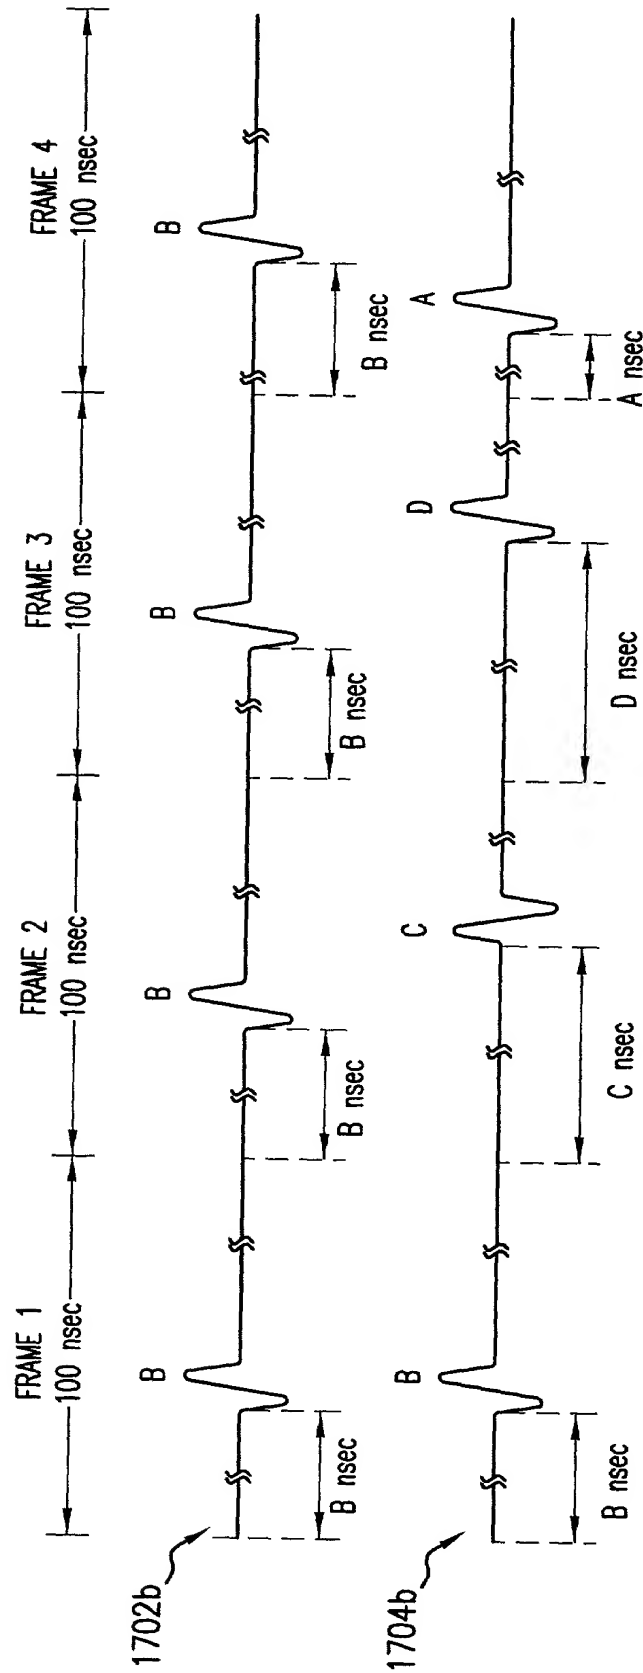 FRAME 1
100 nsec
FRAME 2
100 nsec
FRAME 3
100 nsec
FRAME 4
100 nsec
1702b
B
B
B
B
B nsec
B nsec
B nsec
B nsec
1704b
B
C
D
A
B nsec
C nsec
D nsec
A nsec